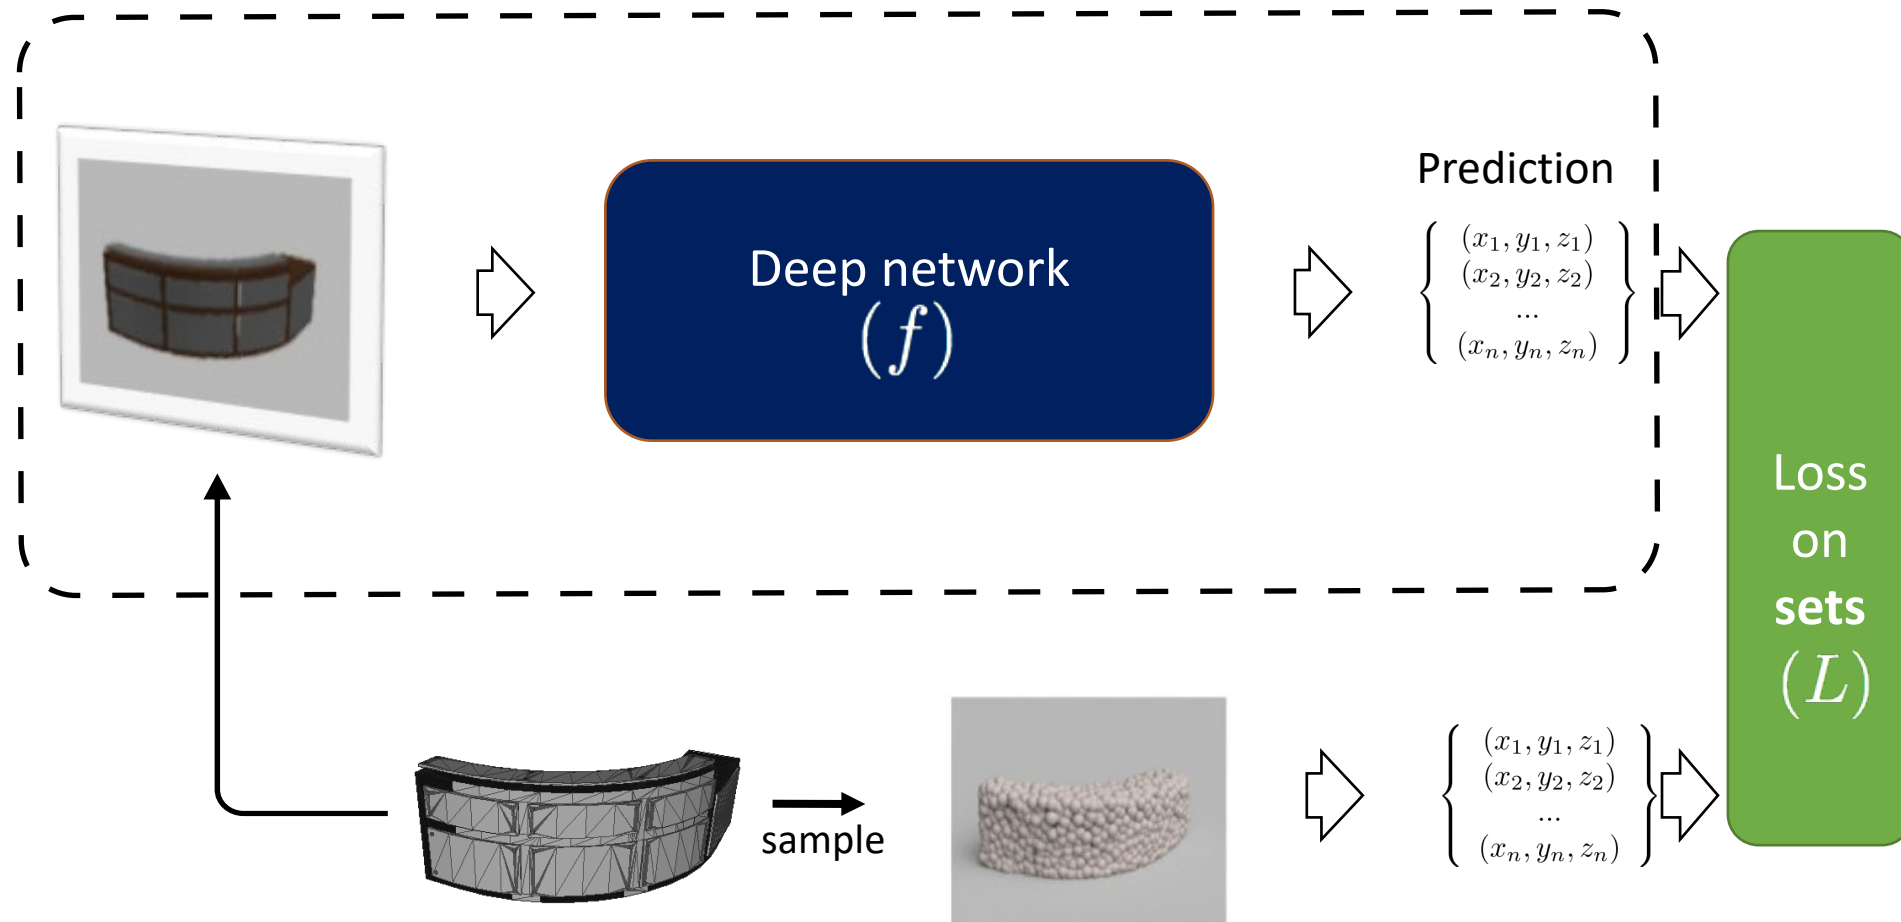 Prediction
Deep network
(f)
(x₁, y₁, z₁)
(x₂, y₂, z₂)
...
(xₙ, yₙ, zₙ)
Loss
on
sets
(L)
sample
(x₁, y₁, z₁)
(x₂, y₂, z₂)
...
(xₙ, yₙ, zₙ)